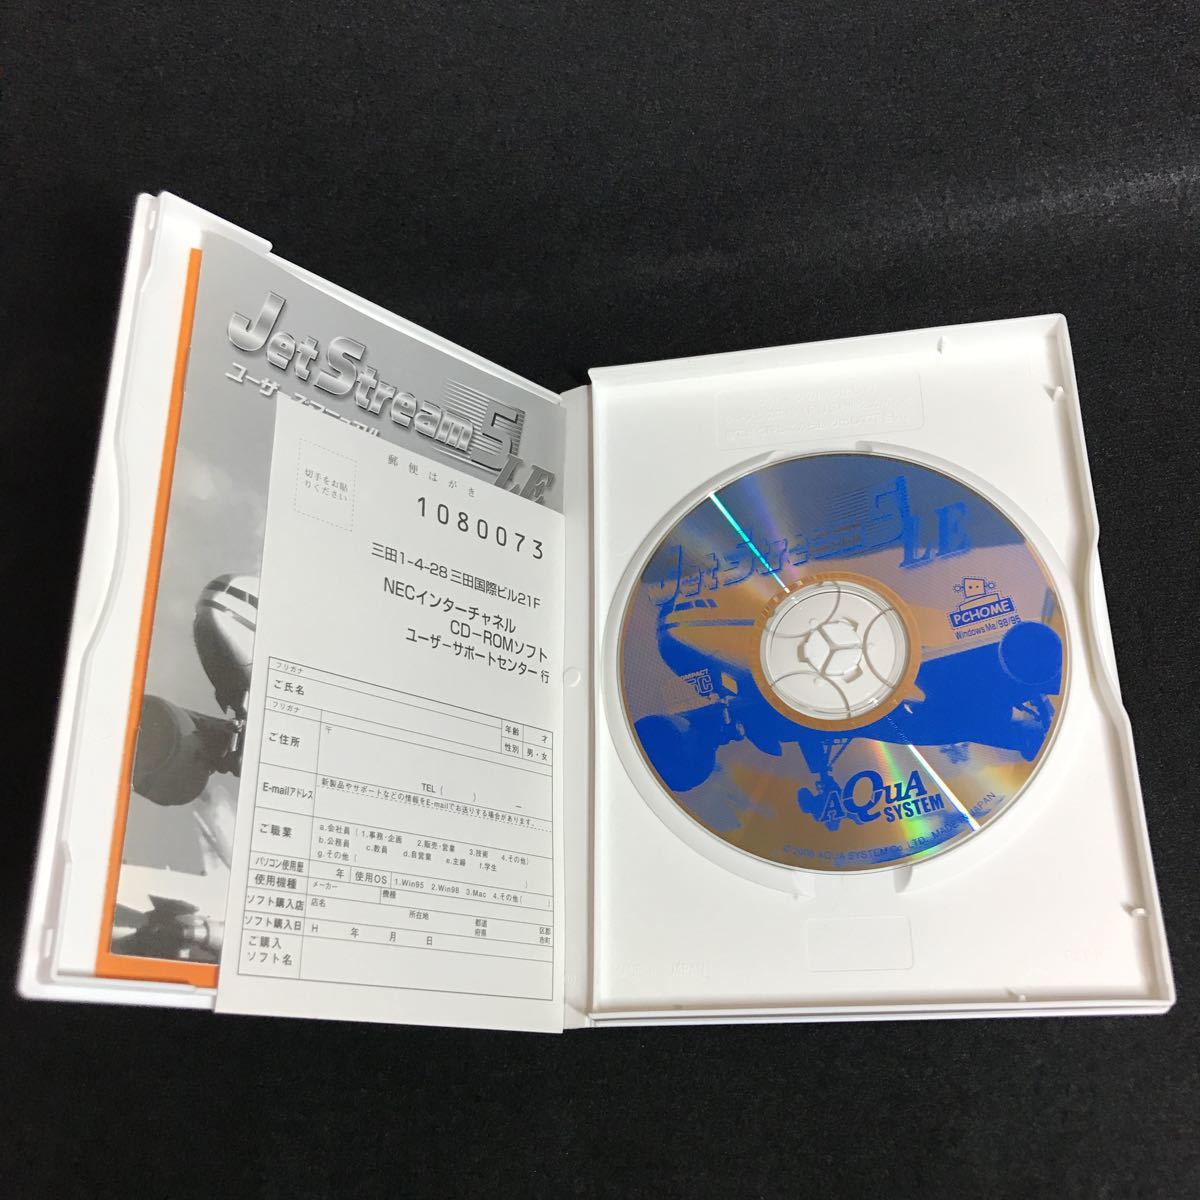 JetStream5
LE
ユーザーズマニュアル
郵便はがき
切手をお貼
りください
1080073
三田1-4-28 三田国際ビル21F
NECインターチャネル
CD-ROMソフト
ユーザーサポートセンター 行
フリガナ
ご氏名
年齢 才
フリガナ
性別 男・女
ご住所
〒
TEL ( ) －
E-mailアドレス
新製品やサポートなどの情報をE-mailでお送りする場合があります。
ご職業
a.会社員 ( 1.事務・企画 2.販売・営業 3.技術 4.その他)
b.公務員 c.教員 d.自営業 e.主婦 f.学生
g.その他 ( )
パソコン使用歴 年 使用OS 1.Win95 2.Win98 3.Mac 4.その他( )
使用機種 メーカー 機種
ソフト購入店 店名 所在地 都道府県 区郡市町
ソフト購入日 H 年 月 日
ご購入
ソフト名
JetStream5
LE
PCHOME
Windows Me/98/95
COMPACT
disc
AQUA
SYSTEM
© 2000 AQUA SYSTEM Co.,LTD. MADE IN JAPAN